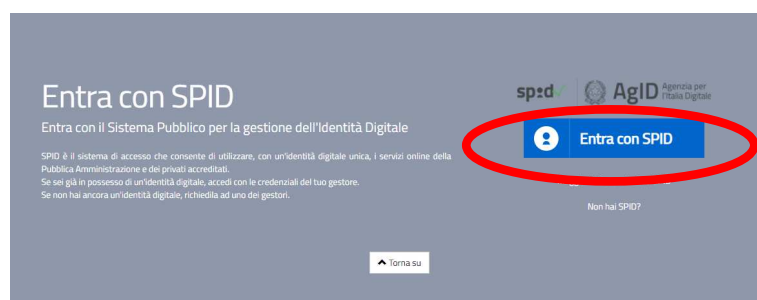 Entra con SPID
Entra con il Sistema Pubblico per la gestione dell'Identità Digitale
SPID è il sistema di accesso che consente di utilizzare, con un'identità digitale unica, i servizi online della
Pubblica Amministrazione e dei privati accreditati.
Se sei già in possesso di un'identità digitale, accedi con le credenziali del tuo gestore.
Se non hai ancora un'identità digitale, richiedila ad uno dei gestori.
spid
AgID Agenzia per
l'Italia Digitale
Entra con SPID
Non hai SPID?
Torna su